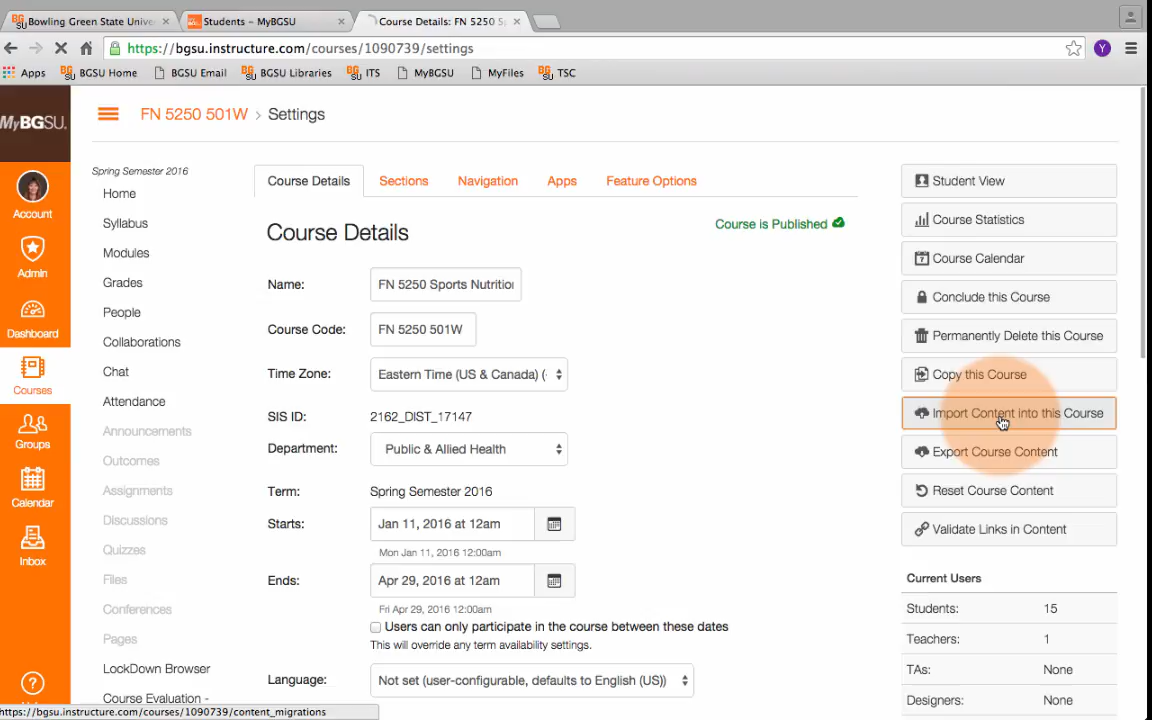 Bowling Green State Unive
Students – MyBGSU
Course Details: FN 5250 S
https://bgsu.instructure.com/courses/1090739/settings
Y
Apps BGSU Home BGSU Email BGSU Libraries ITS MyBGSU MyFiles TSC
MyBGSU.
FN 5250 501W > Settings
Account
Admin
Dashboard
Courses
Groups
Calendar
Inbox
Spring Semester 2016
Home
Syllabus
Modules
Grades
People
Collaborations
Chat
Attendance
Announcements
Outcomes
Assignments
Discussions
Quizzes
Files
Conferences
Pages
LockDown Browser
Course Evaluation -
Course Details Sections Navigation Apps Feature Options
Course Details
Course is Published
Name: FN 5250 Sports Nutrition
Course Code: FN 5250 501W
Time Zone: Eastern Time (US & Canada) (
SIS ID: 2162_DIST_17147
Department: Public & Allied Health
Term: Spring Semester 2016
Starts: Jan 11, 2016 at 12am
Mon Jan 11, 2016 12:00am
Ends: Apr 29, 2016 at 12am
Fri Apr 29, 2016 12:00am
Users can only participate in the course between these dates
This will override any term availability settings.
Language: Not set (user-configurable, defaults to English (US))
Student View
Course Statistics
Course Calendar
Conclude this Course
Permanently Delete this Course
Copy this Course
Import Content into this Course
Export Course Content
Reset Course Content
Validate Links in Content
Current Users
Students: 15
Teachers: 1
TAs: None
Designers: None
https://bgsu.instructure.com/courses/1090739/content_migrations